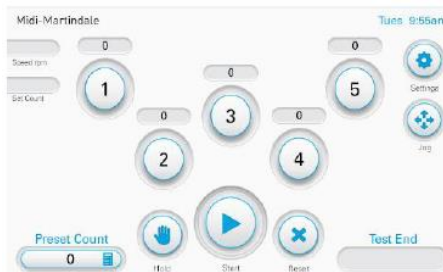 Midi-Martindale
Tues 9:55am
0
0
0
0
0
Speed rpm
Set Count
1
2
3
4
5
Settings
Jog
Preset Count
0
Hold
Start
Reset
Test End